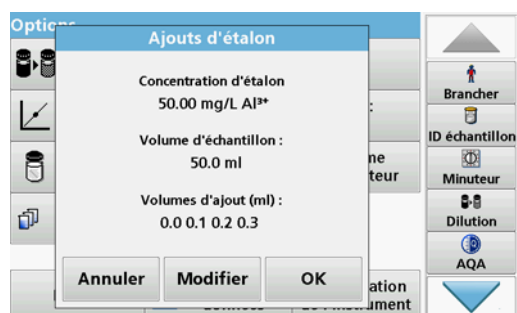 Options
Ajouts d'étalon
Concentration d'étalon
50.00 mg/L Al³⁺
Volume d'échantillon :
50.0 ml
Volumes d'ajout (ml) :
0.0 0.1 0.2 0.3
Annuler Modifier OK
Brancher
ID échantillon
Minuteur
Dilution
AQA